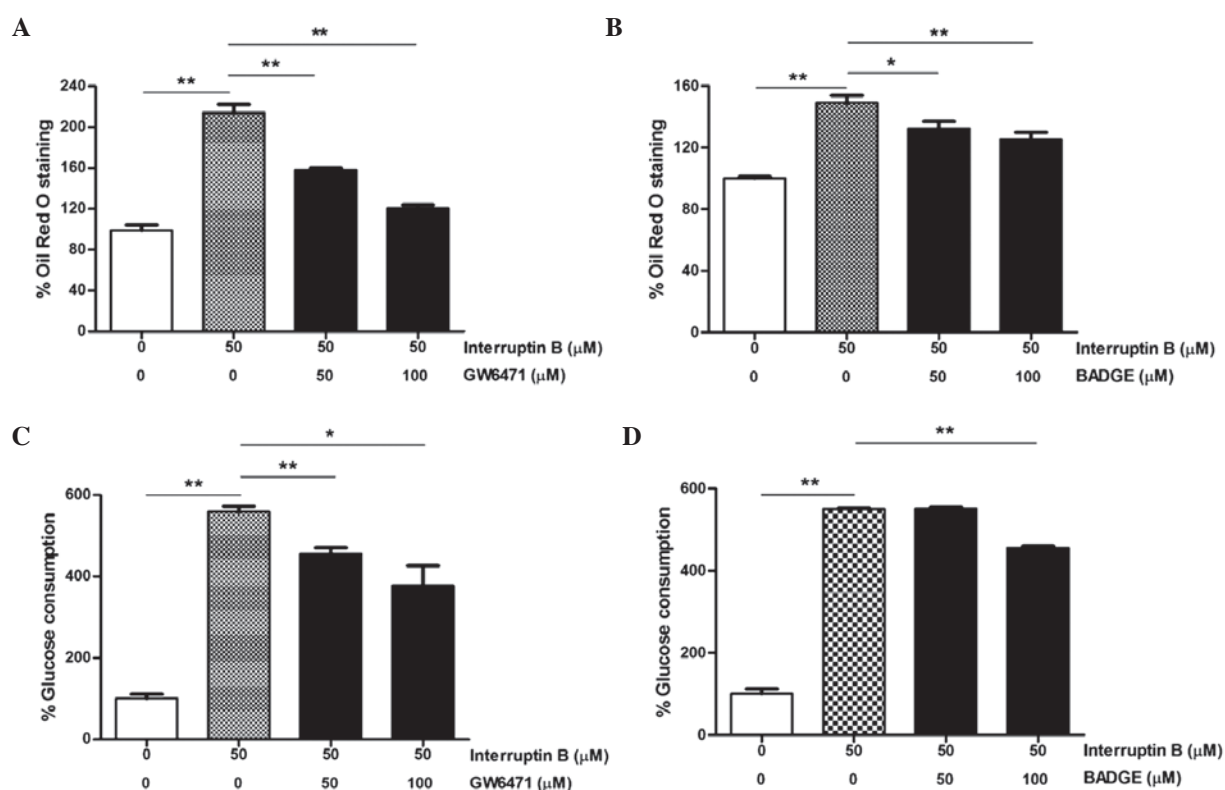 A
**
**
**
240
200
160
120
80
40
0
% Oil Red O staining
0 50 50 50 Interruptin B (µM)
0 0 50 100 GW6471 (µM)
B
**
*
**
160
120
80
40
0
% Oil Red O staining
0 50 50 50 Interruptin B (µM)
0 0 50 100 BADGE (µM)
C
*
**
**
600
400
200
0
% Glucose consumption
0 50 50 50 Interruptin B (µM)
0 0 50 100 GW6471 (µM)
D
**
**
600
400
200
0
% Glucose consumption
0 50 50 50 Interruptin B (µM)
0 0 50 100 BADGE (µM)